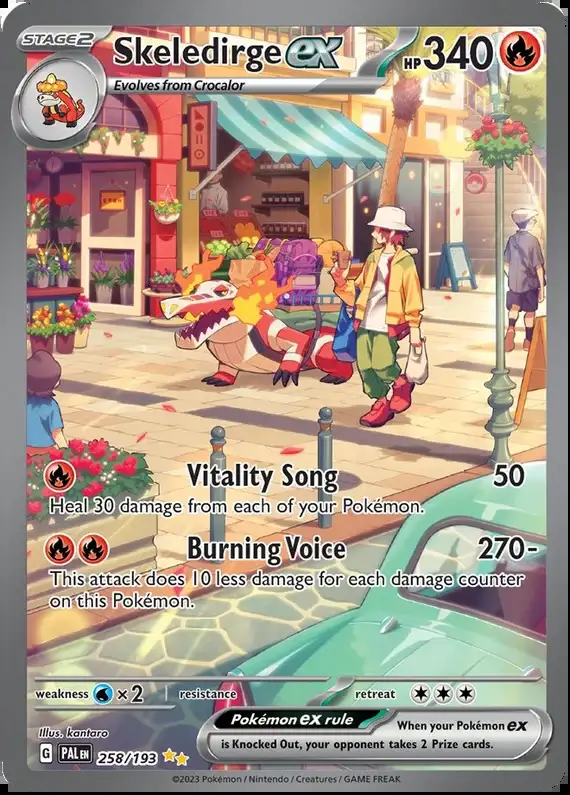 STAGE2
Skeledirge ex HP 340
Evolves from Crocalor
Vitality Song 50
Heal 30 damage from each of your Pokémon.
Burning Voice 270-
This attack does 10 less damage for each damage counter
on this Pokémon.
weakness ×2 resistance retreat
Pokémon ex rule When your Pokémon ex
is Knocked Out, your opponent takes 2 Prize cards.
Illus. kantaro
G PAL EN 258/193
©2023 Pokémon / Nintendo / Creatures / GAME FREAK